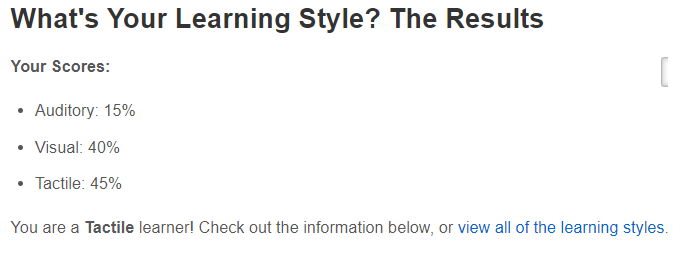 What's Your Learning Style? The Results
Your Scores:
• Auditory: 15%
• Visual: 40%
• Tactile: 45%
You are a Tactile learner! Check out the information below, or view all of the learning styles.